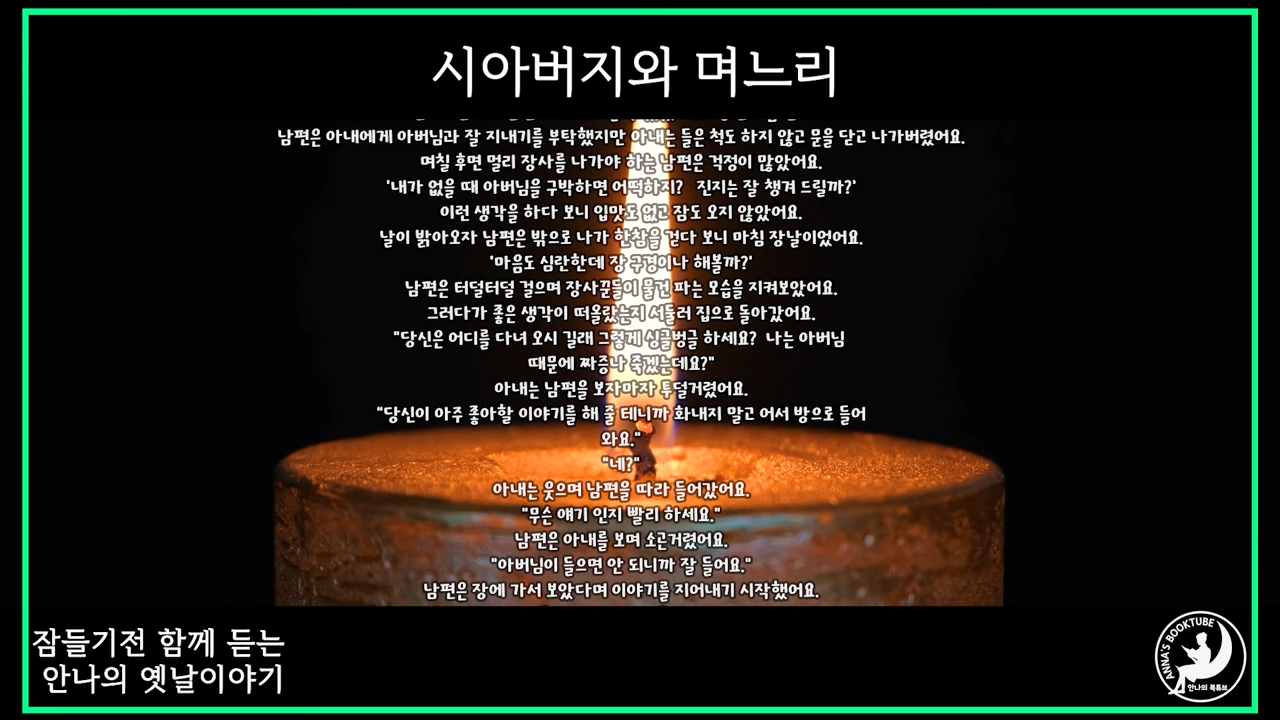 시아버지와 며느리
남편은 아내에게 아버님과 잘 지내기를 부탁했지만 아내는 들은 척도 하지 않고 문을 닫고 나가버렸어요.
며칠 후면 멀리 장사를 나가야 하는 남편은 걱정이 많았어요.
'내가 없을 때 아버님을 구박하면 어떡하지? 진지는 잘 챙겨 드릴까?'
이런 생각을 하다 보니 입맛도 없고 잠도 오지 않았어요.
날이 밝아오자 남편은 밖으로 나가 한참을 걷다 보니 마침 장날이었어요.
'마음도 심란한데 장 구경이나 해볼까?'
남편은 터덜터덜 걸으며 장사꾼들이 물건 파는 모습을 지켜보았어요.
그러다가 좋은 생각이 떠올랐는지 서둘러 집으로 돌아갔어요.
"당신은 어디를 다녀 오시 길래 그렇게 싱글벙글 하세요? 나는 아버님
때문에 짜증나 죽겠는데요?"
아내는 남편을 보자마자 투덜거렸어요.
"당신이 아주 좋아할 이야기를 해 줄 테니까 화내지 말고 어서 방으로 들어
와요."
"네?"
아내는 웃으며 남편을 따라 들어갔어요.
"무슨 얘기 인지 빨리 하세요."
남편은 아내를 보며 소곤거렸어요.
"아버님이 들으면 안 되니까 잘 들어요."
남편은 장에 가서 보았다며 이야기를 지어내기 시작했어요.
잠들기전 함께 듣는
안나의 옛날이야기
ANNA'S BOOKTUBE
안나의 북튜브